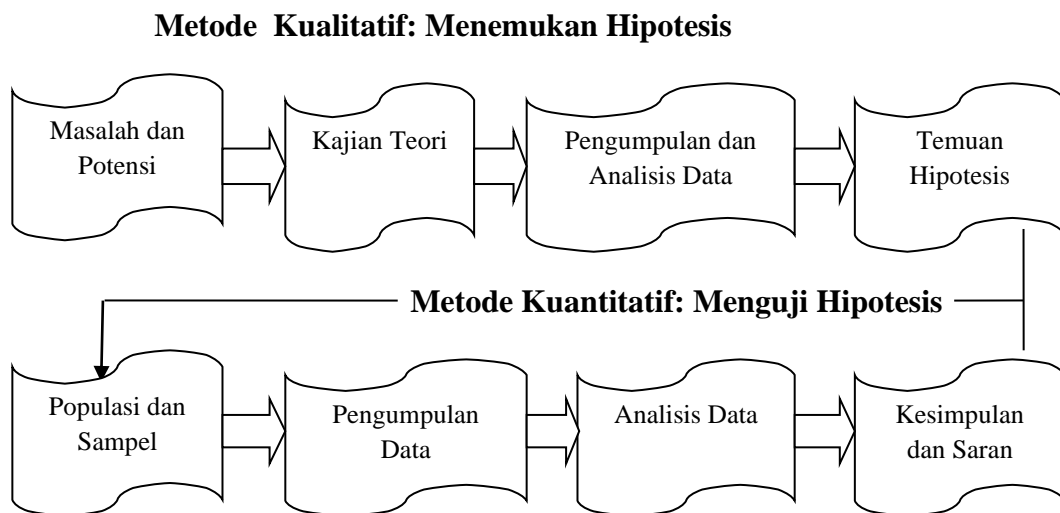 Metode Kualitatif: Menemukan Hipotesis
Masalah dan
Potensi
Kajian Teori
Pengumpulan dan
Analisis Data
Temuan
Hipotesis
Metode Kuantitatif: Menguji Hipotesis
Populasi dan
Sampel
Pengumpulan
Data
Analisis Data
Kesimpulan
dan Saran